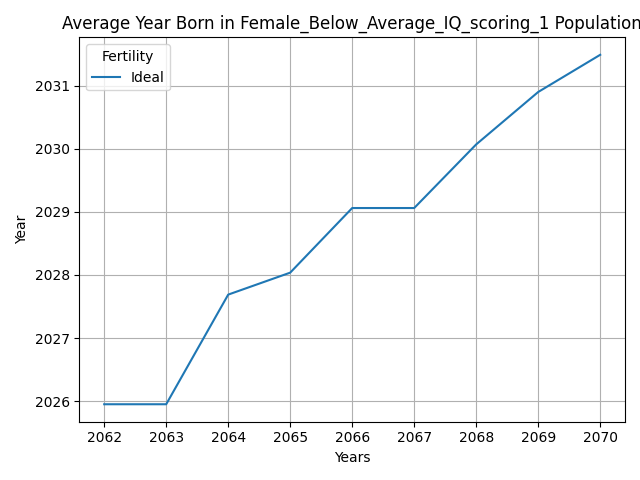 Average Year Born in Female_Below_Average_IQ_scoring_1 Population
Fertility
Ideal
2031
2030
2029
2028
2027
2026
Year
2062 2063 2064 2065 2066 2067 2068 2069 2070
Years